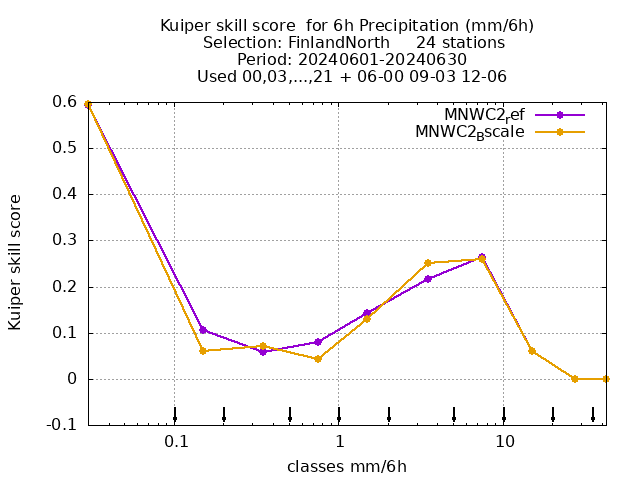 Kuiper skill score  for 6h Precipitation (mm/6h)
Selection: FinlandNorth     24 stations
Period: 20240601-20240630
Used 00,03,...,21 + 06-00 09-03 12-06
MNWC2ref
MNWC2Bscale
0.6
0.5
0.4
0.3
0.2
0.1
0
-0.1
Kuiper skill score
0.1
1
10
classes mm/6h